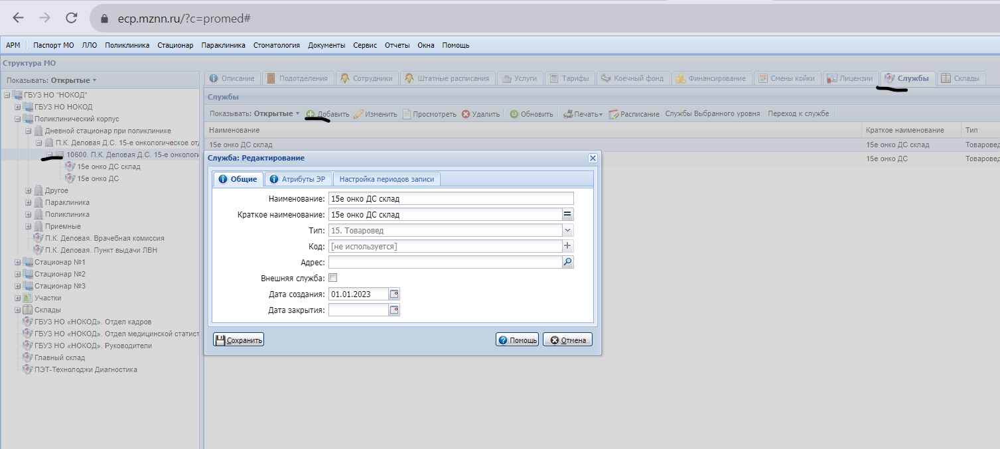 ecp.mznn.ru/?c=promed#
АРМ Паспорт МО ЛЛО Поликлиника Стационар Параклиника Стоматология Документы Сервис Отчеты Окна Помощь
Структура МО
Показывать: Открытые
ГБУЗ НО "НОКОД"
ГБУЗ НО НОКОД
Поликлинический корпус
Дневной стационар при поликлинике
П.К. Деловая Д.С. 15-е онкологическое от
10600. П.К. Деловая Д.С. 15-е онкологи
15е онко ДС склад
15е онко ДС
Другое
Параклиника
Поликлиника
Приемные
П.К. Деловая. Врачебная комиссия
П.К. Деловая. Пункт выдачи ЛВН
Стационар №1
Стационар №2
Стационар №3
Участки
Склады
ГБУЗ НО «НОКОД». Отдел кадров
ГБУЗ НО «НОКОД». Отдел медицинской статист
ГБУЗ НО «НОКОД». Руководители
Главный склад
ПЭТ-Технолоджи Диагностика
Описание Подотделения Сотрудники Штатные расписания Услуги Тарифы Коечный фонд Финансирование Смены койки Лицензии Службы Склады
Службы
Показывать: Открытые Добавить Изменить Просмотреть Удалить Обновить Печать Расписание Службы Выбранного уровня Переход к службе
Наименование Краткое наименование Тип
15е онко ДС склад 15е онко ДС склад Товаровед
15е онко ДС Товаровед
Служба: Редактирование
Общие Атрибуты ЭР Настройка периодов записи
Наименование: 15е онко ДС склад
Краткое наименование: 15е онко ДС склад
Тип: 15. Товаровед
Код: [не используется]
Адрес:
Внешняя служба:
Дата создания: 01.01.2023
Дата закрытия:
Сохранить Помощь Отмена